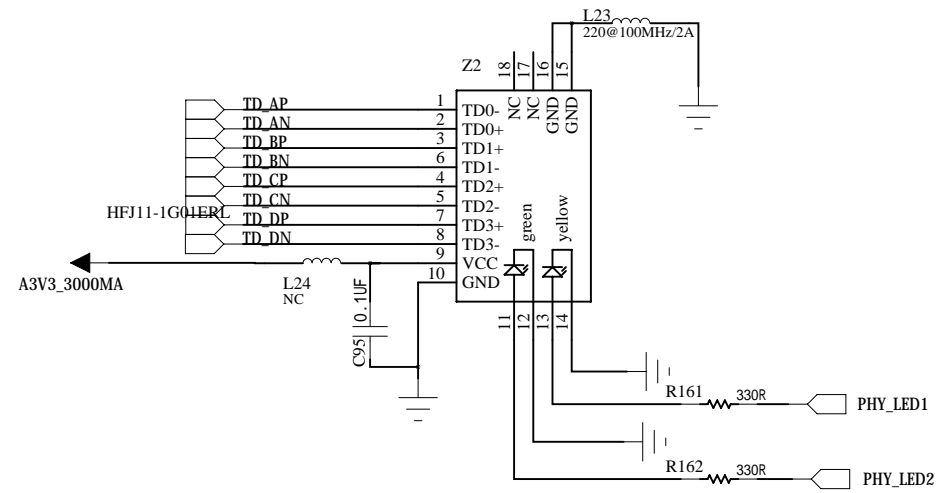 L23
220@100MHz/2A
Z2
18
17
16
15
NC
NC
GND
GND
TD_AP 1 TD0-
TD_AN 2 TD0+
TD_BP 3 TD1+
TD_BN 6 TD1-
TD_CP 4 TD2+
TD_CN 5 TD2-
HFJ11-1G01ERL
TD_DP 7 TD3+
TD_DN 8 TD3-
9 VCC
10 GND
green
yellow
A3V3_3000MA
L24
NC
C95 0.1UF
11
12
13
14
R161 330R PHY_LED1
R162 330R PHY_LED2